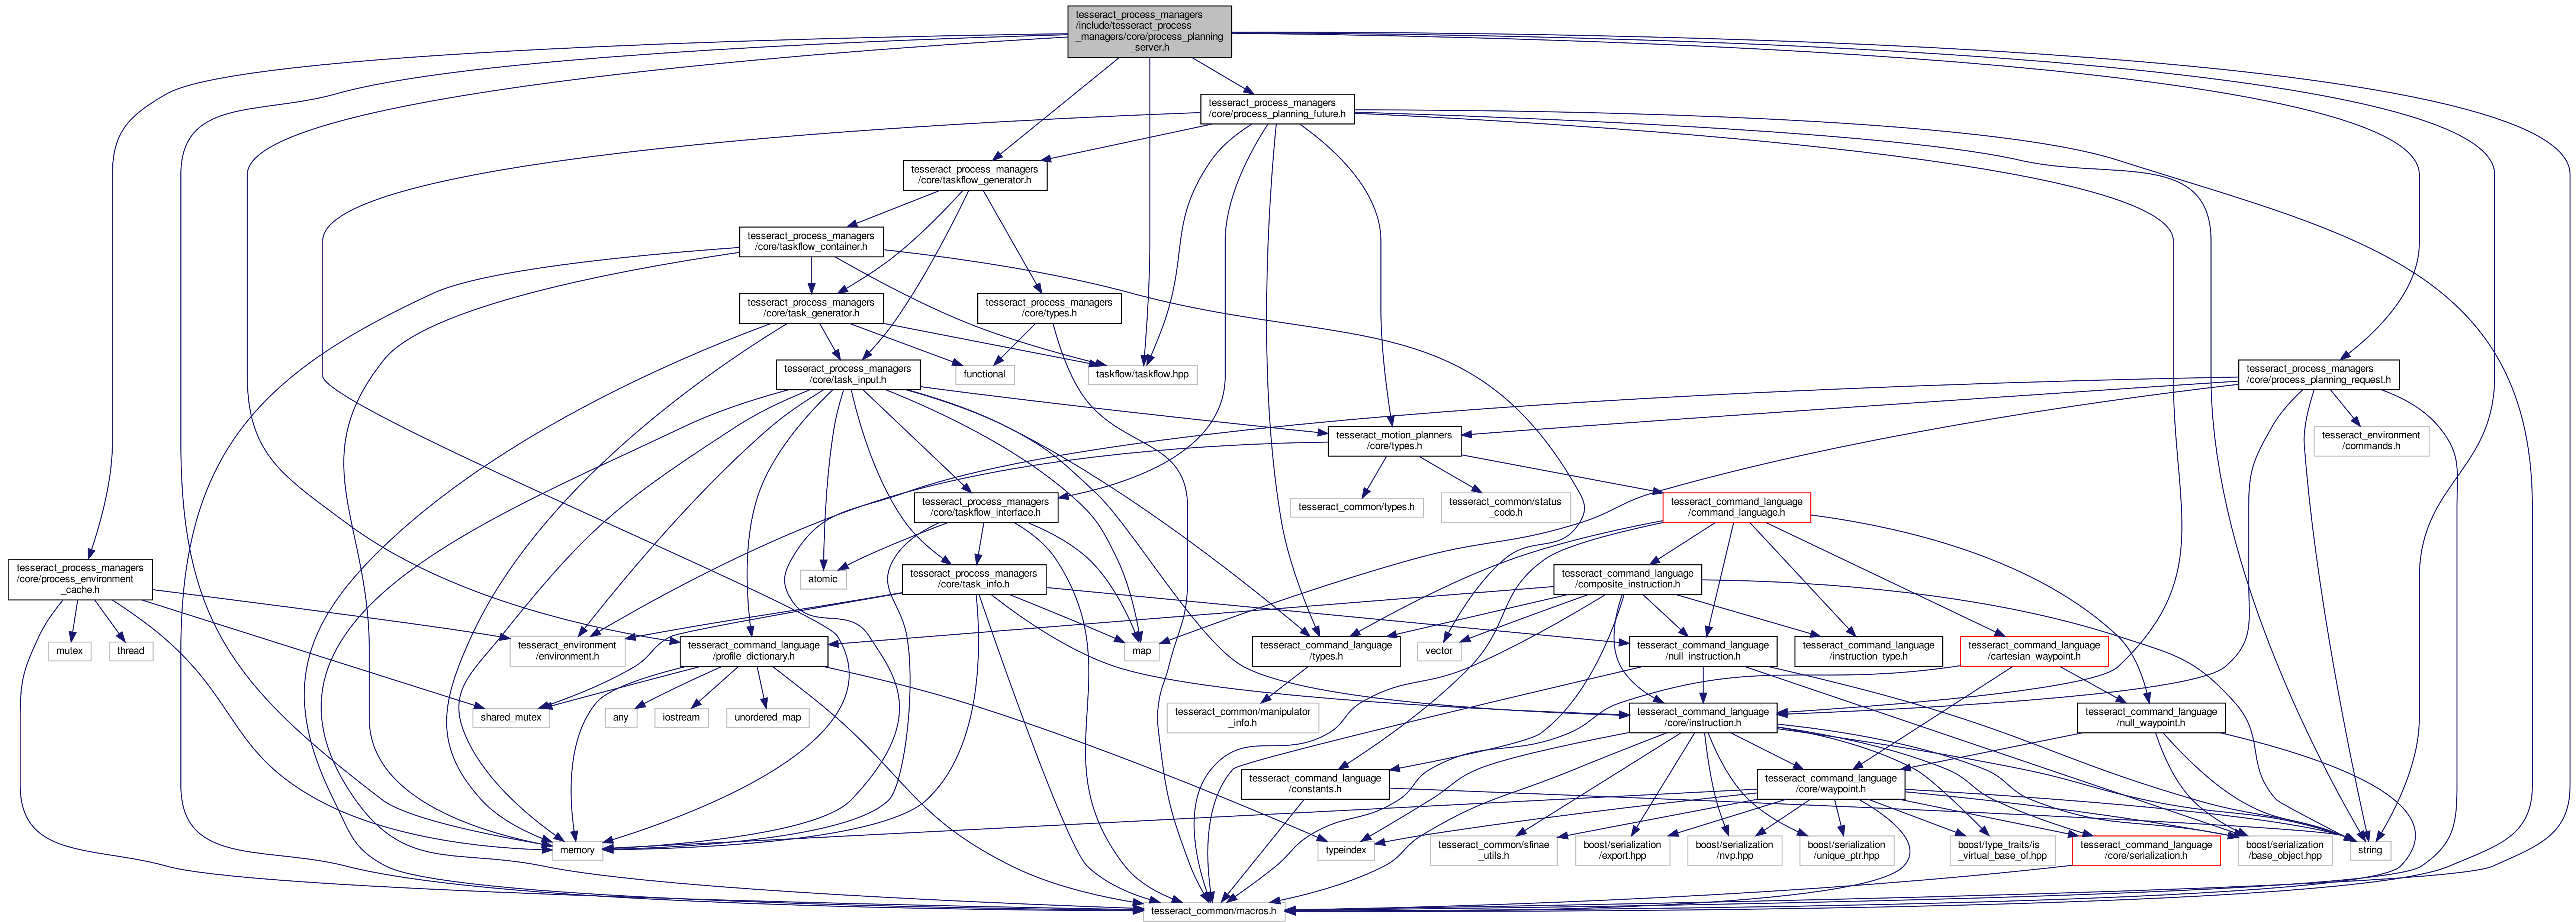 tesseract_process_managers
/include/tesseract_process
_managers/core/process_planning
_server.h
tesseract_process_managers
/core/process_planning_future.h
tesseract_process_managers
/core/taskflow_generator.h
tesseract_process_managers
/core/taskflow_container.h
tesseract_process_managers
/core/task_generator.h
tesseract_process_managers
/core/types.h
tesseract_process_managers
/core/task_input.h
functional
taskflow/taskflow.hpp
tesseract_process_managers
/core/process_planning_request.h
tesseract_motion_planners
/core/types.h
tesseract_environment
/commands.h
tesseract_process_managers
/core/taskflow_interface.h
tesseract_common/types.h
tesseract_common/status
_code.h
tesseract_command_language
/command_language.h
tesseract_process_managers
/core/process_environment
_cache.h
atomic
tesseract_process_managers
/core/task_info.h
tesseract_command_language
/composite_instruction.h
mutex
thread
tesseract_environment
/environment.h
tesseract_command_language
/profile_dictionary.h
map
tesseract_command_language
/types.h
vector
tesseract_command_language
/null_instruction.h
tesseract_command_language
/instruction_type.h
tesseract_command_language
/cartesian_waypoint.h
shared_mutex
any
iostream
unordered_map
tesseract_common/manipulator
_info.h
tesseract_command_language
/core/instruction.h
tesseract_command_language
/null_waypoint.h
tesseract_command_language
/constants.h
tesseract_command_language
/core/waypoint.h
memory
typeindex
tesseract_common/sfinae
_utils.h
boost/serialization
/export.hpp
boost/serialization
/nvp.hpp
boost/serialization
/unique_ptr.hpp
boost/type_traits/is
_virtual_base_of.hpp
tesseract_command_language
/core/serialization.h
boost/serialization
/base_object.hpp
string
tesseract_common/macros.h